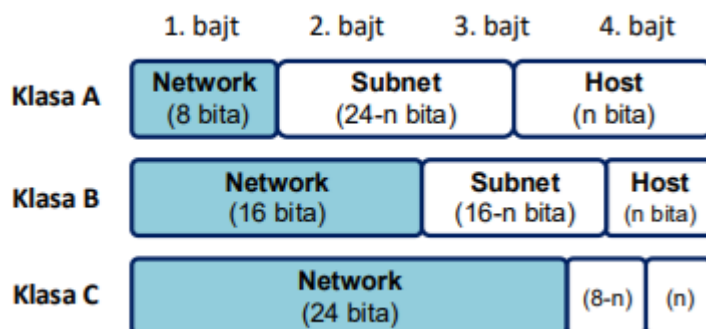 1. bajt 2. bajt 3. bajt 4. bajt
Klasa A
Network Subnet Host
(8 bita) (24-n bita) (n bita)
Klasa B
Network Subnet Host
(16 bita) (16-n bita) (n bita)
Klasa C
Network
(24 bita)
(8-n) (n)